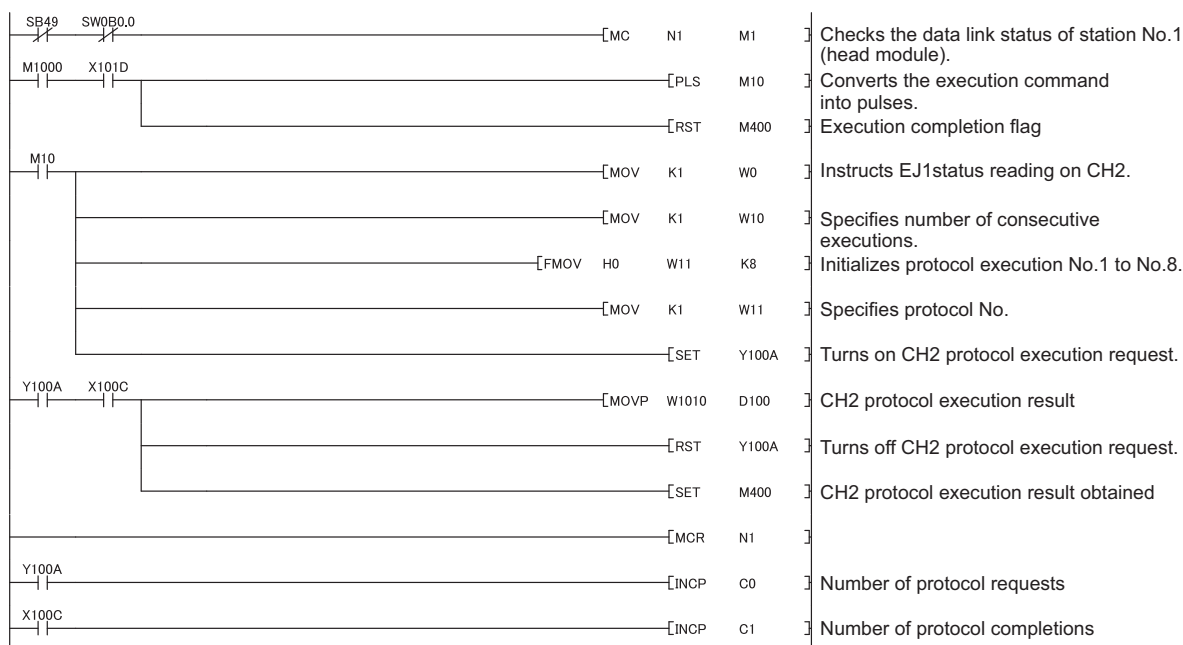 SB49 SW0B0.0
MC N1 M1 Checks the data link status of station No.1
(head module).
M1000 X101D
PLS M10 Converts the execution command
into pulses.
RST M400 Execution completion flag
M10
MOV K1 W0 Instructs EJ1status reading on CH2.
MOV K1 W10 Specifies number of consecutive
executions.
FMOV H0 W11 K8 Initializes protocol execution No.1 to No.8.
MOV K1 W11 Specifies protocol No.
SET Y100A Turns on CH2 protocol execution request.
Y100A X100C
MOVP W1010 D100 CH2 protocol execution result
RST Y100A Turns off CH2 protocol execution request.
SET M400 CH2 protocol execution result obtained
MCR N1
Y100A
INCP C0 Number of protocol requests
X100C
INCP C1 Number of protocol completions